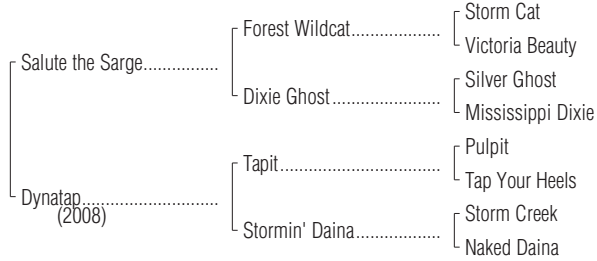 Storm Cat
Forest Wildcat....................
Victoria Beauty
Salute the Sarge................
Silver Ghost
Dixie Ghost........................
Mississippi Dixie
Pulpit
Tapit....................................
Tap Your Heels
Dynatap..............................
(2008)
Storm Creek
Stormin' Daina...................
Naked Daina